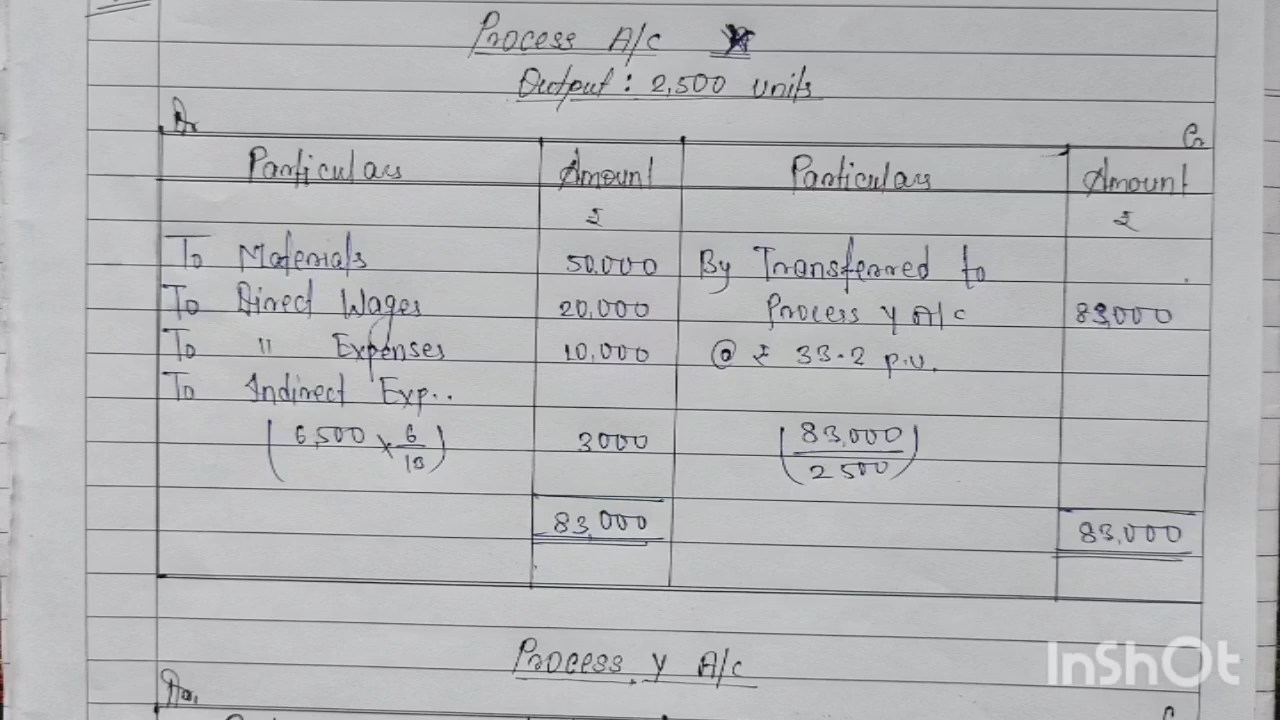 Process A/c
Output : 2,500 units
Dr Cr
Particulars Amount Particulars Amount
₹ ₹
To Materials 50,000 By Transferred to
To Direct Wages 20,000 Process Y A/c 83,000
To " Expenses 10,000 @ ₹ 33.2 p.u.
To Indirect Exp..
(6,500 × 6/13) 3000 (83,000/2500)
83,000 83,000
Process Y A/c
Dr.
InShOt